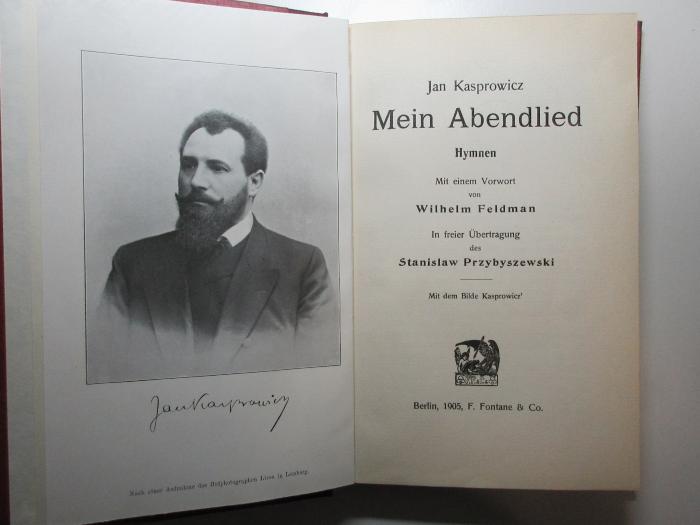 Jan Kasprowicz
Nach einer Aufnahme des Hofphotographen Lissa in Lemberg.
Jan Kasprowicz
Mein Abendlied
Hymnen
Mit einem Vorwort
von
Wilhelm Feldman
In freier Übertragung
des
Stanislaw Przybyszewski
Mit dem Bilde Kasprowicz'
Berlin, 1905, F. Fontane & Co.